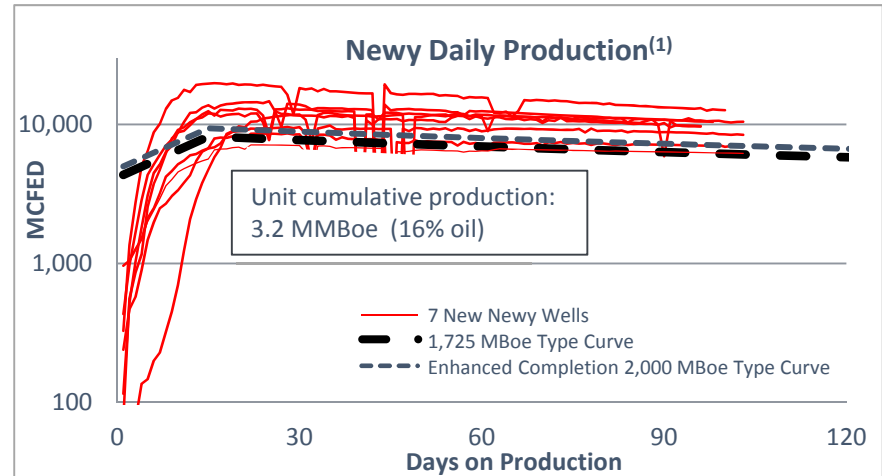 Newy Daily Production(1)
MCFED
10,000
1,000
100
Unit cumulative production:
3.2 MMBoe (16% oil)
7 New Newy Wells
1,725 MBoe Type Curve
Enhanced Completion 2,000 MBoe Type Curve
0
30
60
90
120
Days on Production